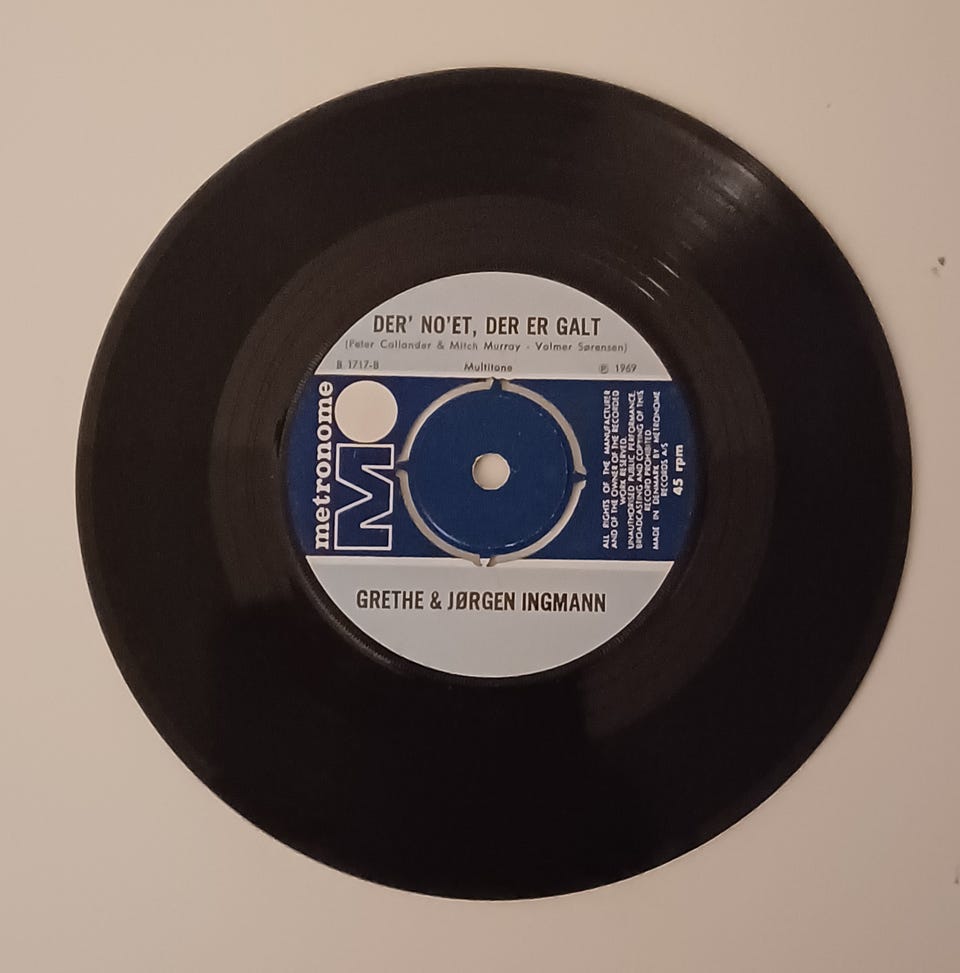 DER' NO'ET, DER ER GALT
(Peter Callander & Mitch Murray - Volmer Sørensen)
B 1717-B Multitone ℗ 1969
metronome
M
ALL RIGHTS OF THE MANUFACTURER
AND OF THE OWNER OF THE RECORDED
WORK RESERVED.
UNAUTHORISED PUBLIC PERFORMANCE,
BROADCASTING AND COPYING OF THIS
RECORD PROHIBITED
MADE IN DENMARK BY METRONOME
RECORDS A/S
45 rpm
GRETHE & JØRGEN INGMANN